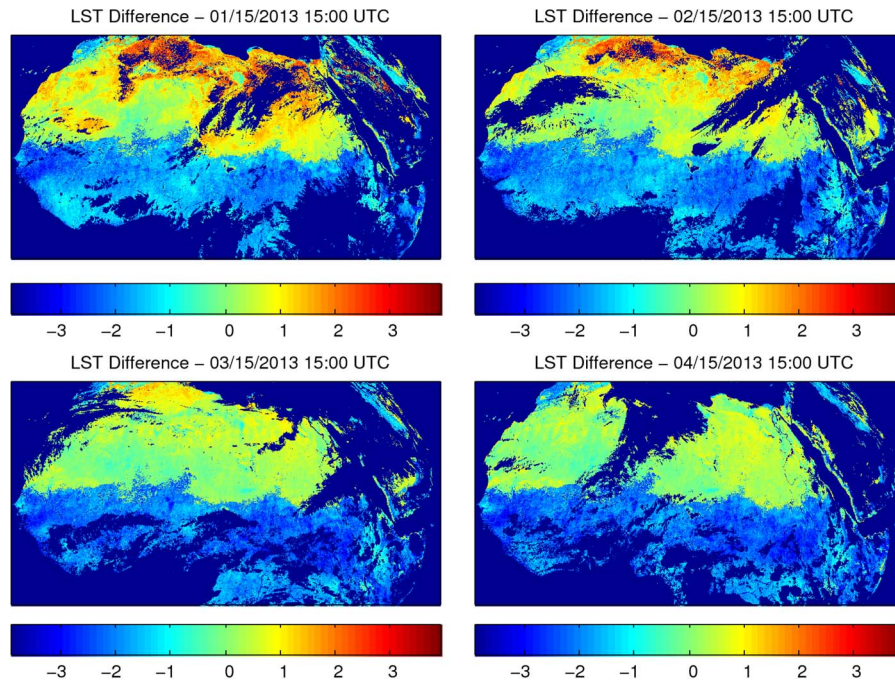 LST Difference − 01/15/2013 15:00 UTC
LST Difference − 02/15/2013 15:00 UTC
−3 −2 −1 0 1 2 3
−3 −2 −1 0 1 2 3
LST Difference − 03/15/2013 15:00 UTC
LST Difference − 04/15/2013 15:00 UTC
−3 −2 −1 0 1 2 3
−3 −2 −1 0 1 2 3